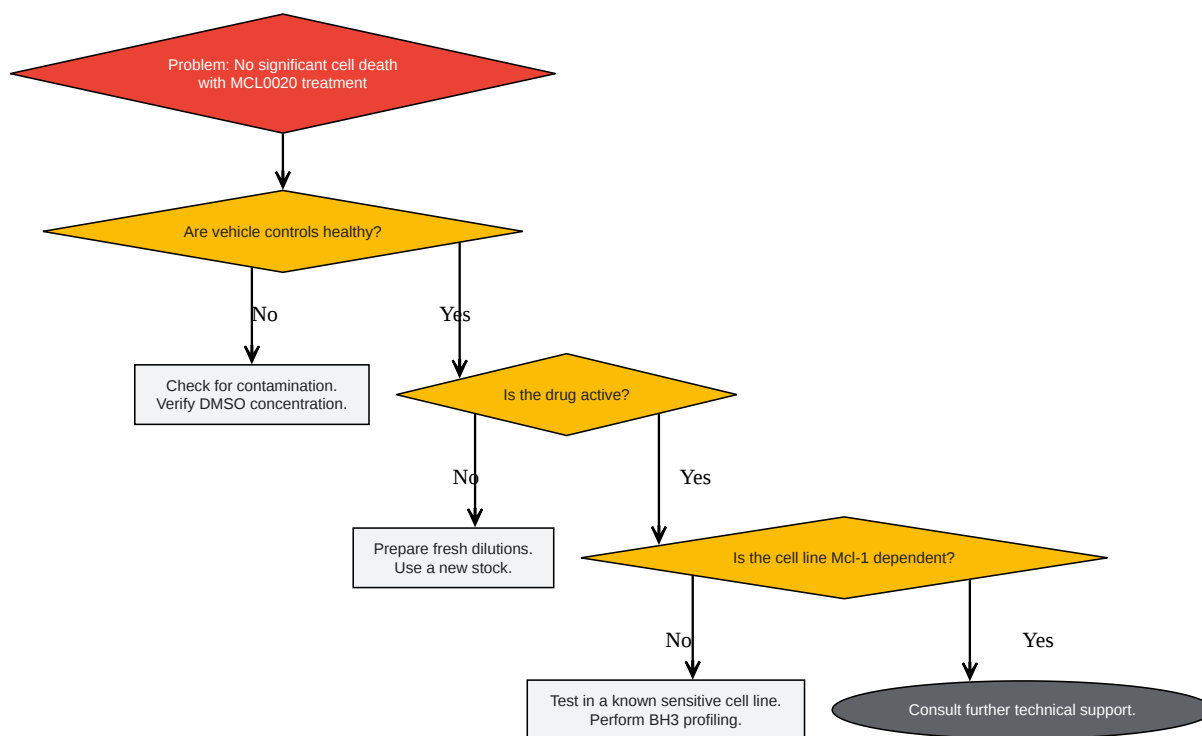 Problem: No significant cell death
with MCL0020 treatment
Are vehicle controls healthy?
No
Yes
Check for contamination.
Verify DMSO concentration.
Is the drug active?
No
Yes
Prepare fresh dilutions.
Use a new stock.
Is the cell line Mcl-1 dependent?
No
Yes
Test in a known sensitive cell line.
Perform BH3 profiling.
Consult further technical support.